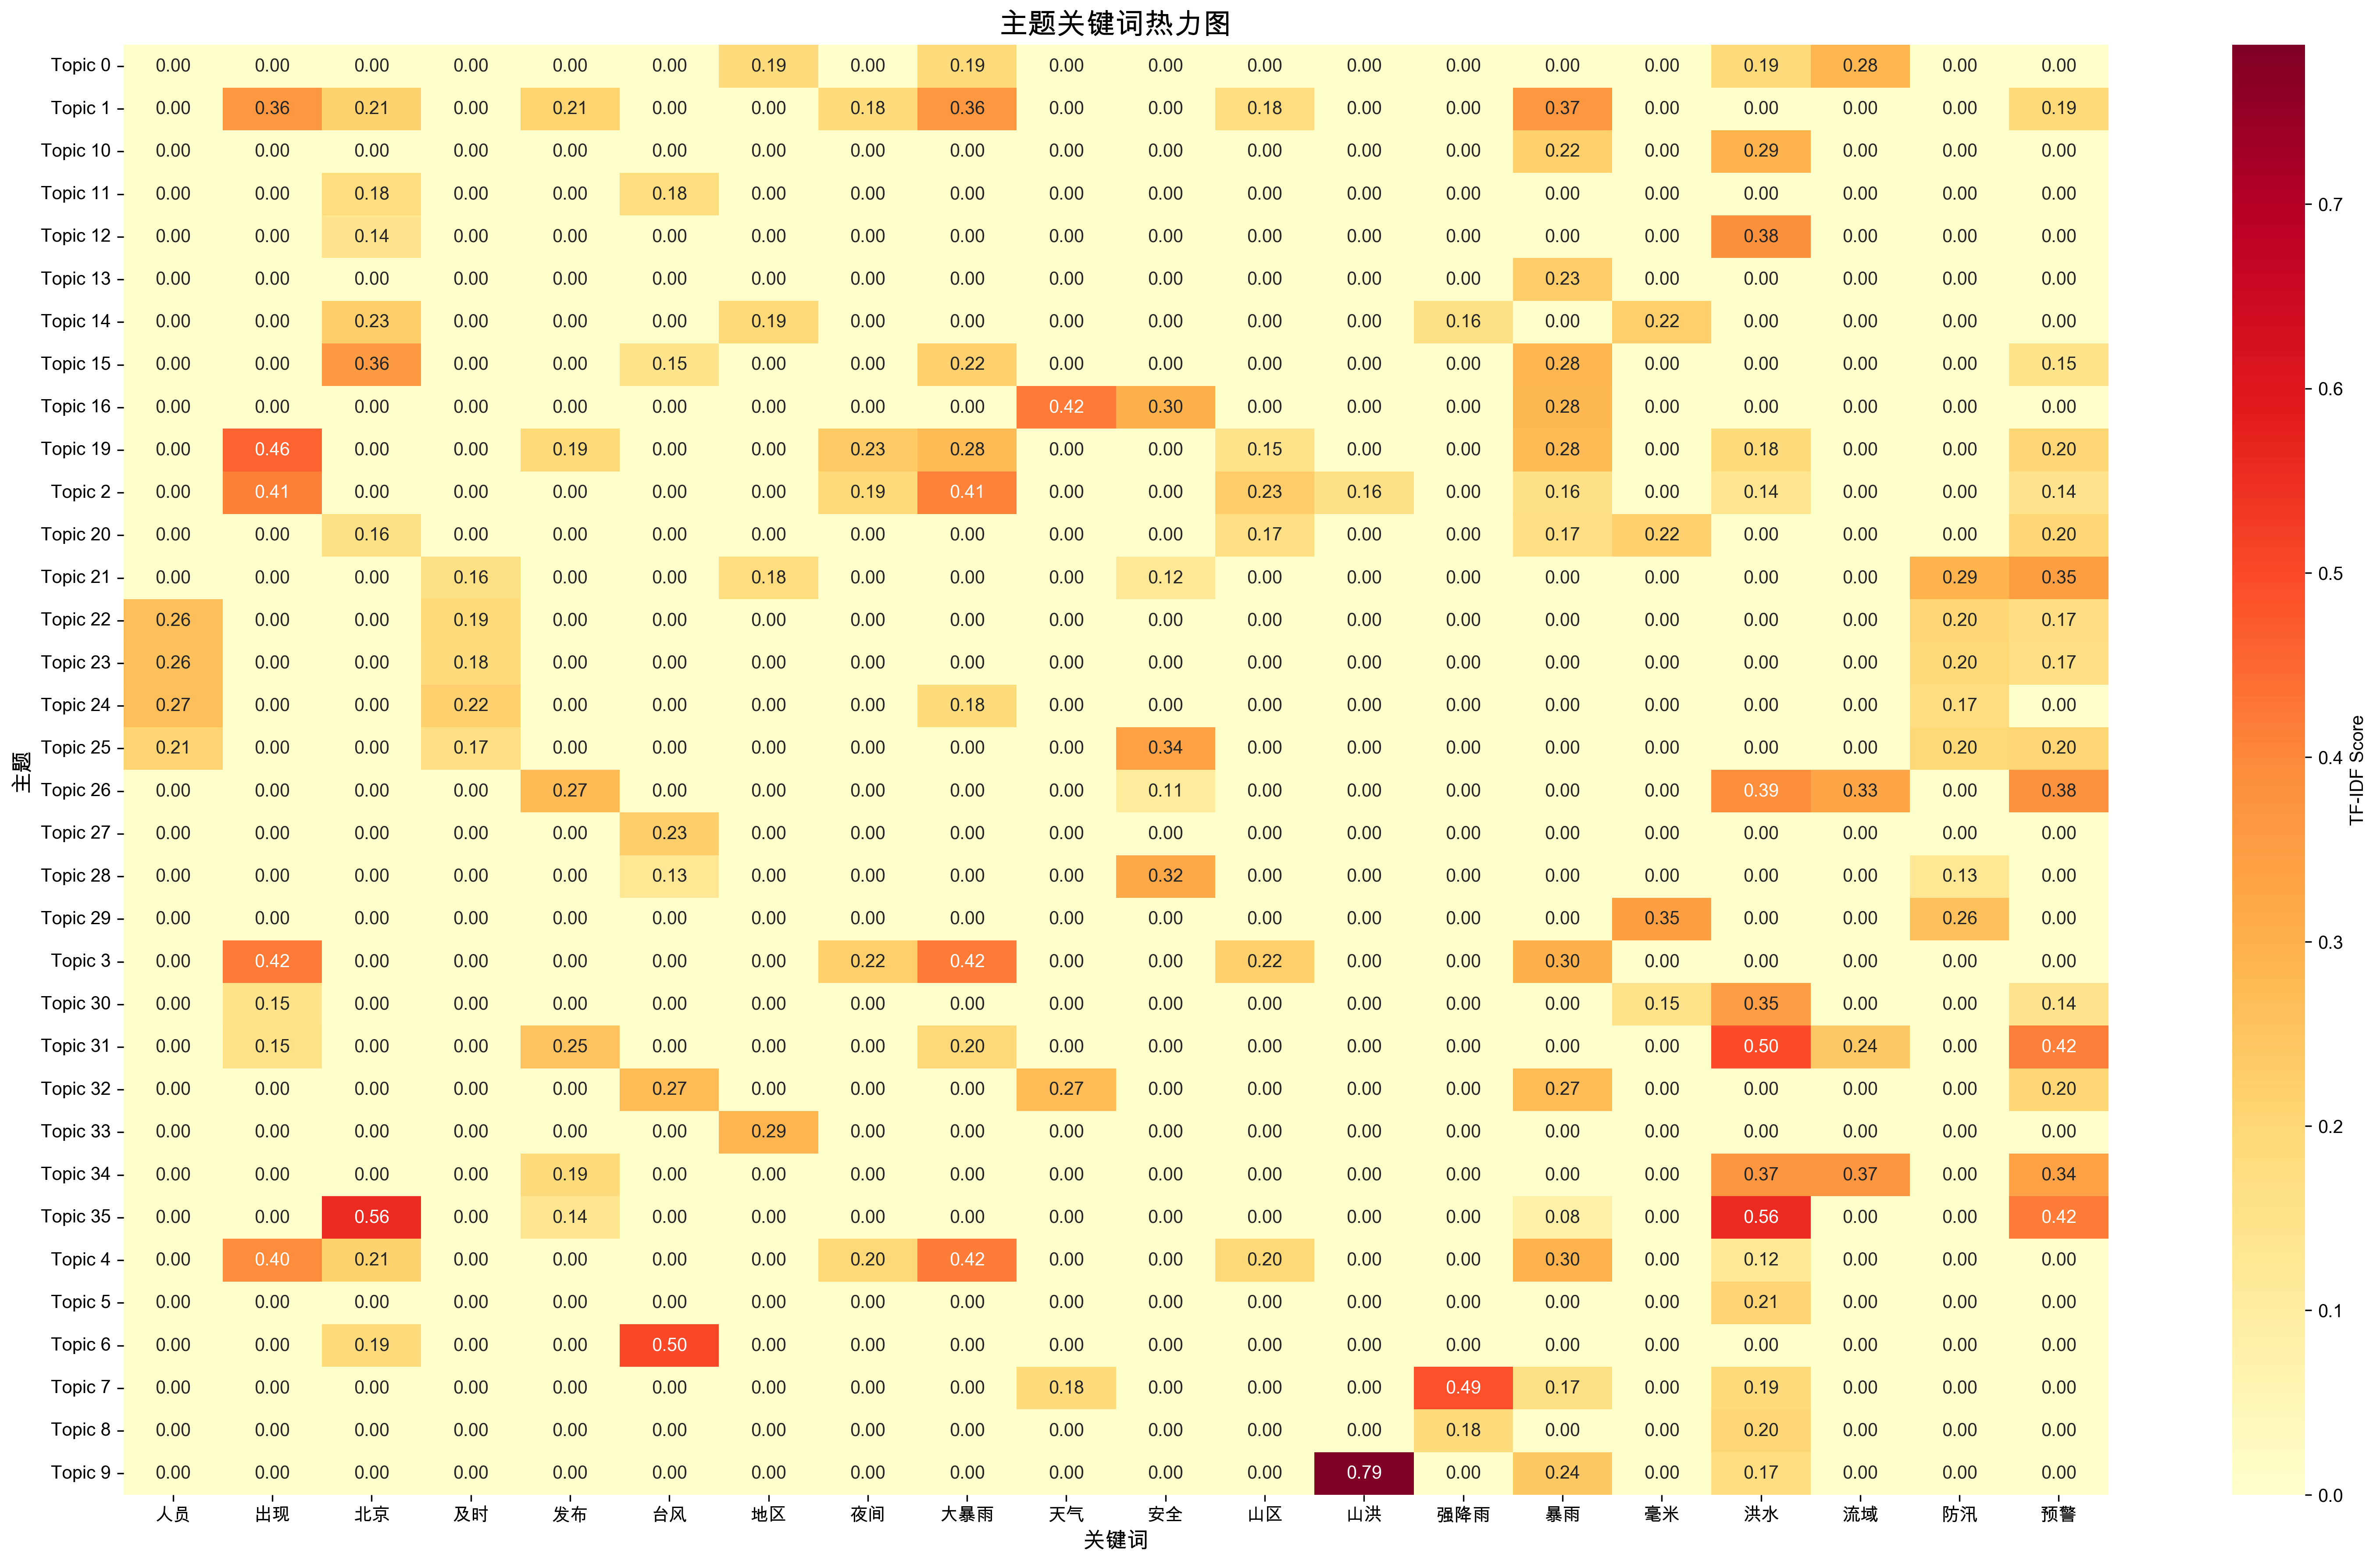 主题关键词热力图
Topic 0 0.00 0.00 0.00 0.00 0.00 0.00 0.19 0.00 0.19 0.00 0.00 0.00 0.00 0.00 0.00 0.00 0.19 0.28 0.00 0.00
Topic 1 0.00 0.36 0.21 0.00 0.21 0.00 0.00 0.18 0.36 0.00 0.00 0.18 0.00 0.00 0.37 0.00 0.00 0.00 0.00 0.19
Topic 10 0.00 0.00 0.00 0.00 0.00 0.00 0.00 0.00 0.00 0.00 0.00 0.00 0.00 0.00 0.22 0.00 0.29 0.00 0.00 0.00
Topic 11 0.00 0.00 0.18 0.00 0.00 0.18 0.00 0.00 0.00 0.00 0.00 0.00 0.00 0.00 0.00 0.00 0.00 0.00 0.00 0.00
Topic 12 0.00 0.00 0.14 0.00 0.00 0.00 0.00 0.00 0.00 0.00 0.00 0.00 0.00 0.00 0.00 0.00 0.38 0.00 0.00 0.00
Topic 13 0.00 0.00 0.00 0.00 0.00 0.00 0.00 0.00 0.00 0.00 0.00 0.00 0.00 0.00 0.23 0.00 0.00 0.00 0.00 0.00
Topic 14 0.00 0.00 0.23 0.00 0.00 0.00 0.19 0.00 0.00 0.00 0.00 0.00 0.00 0.16 0.00 0.22 0.00 0.00 0.00 0.00
Topic 15 0.00 0.00 0.36 0.00 0.00 0.15 0.00 0.00 0.22 0.00 0.00 0.00 0.00 0.00 0.28 0.00 0.00 0.00 0.00 0.15
Topic 16 0.00 0.00 0.00 0.00 0.00 0.00 0.00 0.00 0.00 0.42 0.30 0.00 0.00 0.00 0.28 0.00 0.00 0.00 0.00 0.00
Topic 19 0.00 0.46 0.00 0.00 0.19 0.00 0.00 0.23 0.28 0.00 0.00 0.15 0.00 0.00 0.28 0.00 0.18 0.00 0.00 0.20
Topic 2 0.00 0.41 0.00 0.00 0.00 0.00 0.00 0.19 0.41 0.00 0.00 0.23 0.16 0.00 0.16 0.00 0.14 0.00 0.00 0.14
Topic 20 0.00 0.00 0.16 0.00 0.00 0.00 0.00 0.00 0.00 0.00 0.00 0.17 0.00 0.00 0.17 0.22 0.00 0.00 0.00 0.20
Topic 21 0.00 0.00 0.00 0.16 0.00 0.00 0.18 0.00 0.00 0.00 0.12 0.00 0.00 0.00 0.00 0.00 0.00 0.00 0.29 0.35
Topic 22 0.26 0.00 0.00 0.19 0.00 0.00 0.00 0.00 0.00 0.00 0.00 0.00 0.00 0.00 0.00 0.00 0.00 0.00 0.20 0.17
Topic 23 0.26 0.00 0.00 0.18 0.00 0.00 0.00 0.00 0.00 0.00 0.00 0.00 0.00 0.00 0.00 0.00 0.00 0.00 0.20 0.17
Topic 24 0.27 0.00 0.00 0.22 0.00 0.00 0.00 0.00 0.18 0.00 0.00 0.00 0.00 0.00 0.00 0.00 0.00 0.00 0.17 0.00
Topic 25 0.21 0.00 0.00 0.17 0.00 0.00 0.00 0.00 0.00 0.00 0.34 0.00 0.00 0.00 0.00 0.00 0.00 0.00 0.20 0.20
Topic 26 0.00 0.00 0.00 0.00 0.27 0.00 0.00 0.00 0.00 0.00 0.11 0.00 0.00 0.00 0.00 0.00 0.39 0.33 0.00 0.38
Topic 27 0.00 0.00 0.00 0.00 0.00 0.23 0.00 0.00 0.00 0.00 0.00 0.00 0.00 0.00 0.00 0.00 0.00 0.00 0.00 0.00
Topic 28 0.00 0.00 0.00 0.00 0.00 0.13 0.00 0.00 0.00 0.00 0.32 0.00 0.00 0.00 0.00 0.00 0.00 0.00 0.13 0.00
Topic 29 0.00 0.00 0.00 0.00 0.00 0.00 0.00 0.00 0.00 0.00 0.00 0.00 0.00 0.00 0.00 0.35 0.00 0.00 0.26 0.00
Topic 3 0.00 0.42 0.00 0.00 0.00 0.00 0.00 0.22 0.42 0.00 0.00 0.22 0.00 0.00 0.30 0.00 0.00 0.00 0.00 0.00
Topic 30 0.00 0.15 0.00 0.00 0.00 0.00 0.00 0.00 0.00 0.00 0.00 0.00 0.00 0.00 0.00 0.15 0.35 0.00 0.00 0.14
Topic 31 0.00 0.15 0.00 0.00 0.25 0.00 0.00 0.00 0.20 0.00 0.00 0.00 0.00 0.00 0.00 0.00 0.50 0.24 0.00 0.42
Topic 32 0.00 0.00 0.00 0.00 0.00 0.27 0.00 0.00 0.00 0.27 0.00 0.00 0.00 0.00 0.27 0.00 0.00 0.00 0.00 0.20
Topic 33 0.00 0.00 0.00 0.00 0.00 0.00 0.29 0.00 0.00 0.00 0.00 0.00 0.00 0.00 0.00 0.00 0.00 0.00 0.00 0.00
Topic 34 0.00 0.00 0.00 0.00 0.19 0.00 0.00 0.00 0.00 0.00 0.00 0.00 0.00 0.00 0.00 0.00 0.37 0.37 0.00 0.34
Topic 35 0.00 0.00 0.56 0.00 0.14 0.00 0.00 0.00 0.00 0.00 0.00 0.00 0.00 0.00 0.08 0.00 0.56 0.00 0.00 0.42
Topic 4 0.00 0.40 0.21 0.00 0.00 0.00 0.00 0.20 0.42 0.00 0.00 0.20 0.00 0.00 0.30 0.00 0.12 0.00 0.00 0.00
Topic 5 0.00 0.00 0.00 0.00 0.00 0.00 0.00 0.00 0.00 0.00 0.00 0.00 0.00 0.00 0.00 0.00 0.21 0.00 0.00 0.00
Topic 6 0.00 0.00 0.19 0.00 0.00 0.50 0.00 0.00 0.00 0.00 0.00 0.00 0.00 0.00 0.00 0.00 0.00 0.00 0.00 0.00
Topic 7 0.00 0.00 0.00 0.00 0.00 0.00 0.00 0.00 0.00 0.18 0.00 0.00 0.00 0.49 0.17 0.00 0.19 0.00 0.00 0.00
Topic 8 0.00 0.00 0.00 0.00 0.00 0.00 0.00 0.00 0.00 0.00 0.00 0.00 0.00 0.18 0.00 0.00 0.20 0.00 0.00 0.00
Topic 9 0.00 0.00 0.00 0.00 0.00 0.00 0.00 0.00 0.00 0.00 0.00 0.00 0.79 0.00 0.24 0.00 0.17 0.00 0.00 0.00
人员 出现 北京 及时 发布 台风 地区 夜间 大暴雨 天气 安全 山区 山洪 强降雨 暴雨 毫米 洪水 流域 防汛 预警
关键词
主题
0.7
0.6
0.5
0.4
0.3
0.2
0.1
0.0
TF-IDF Score